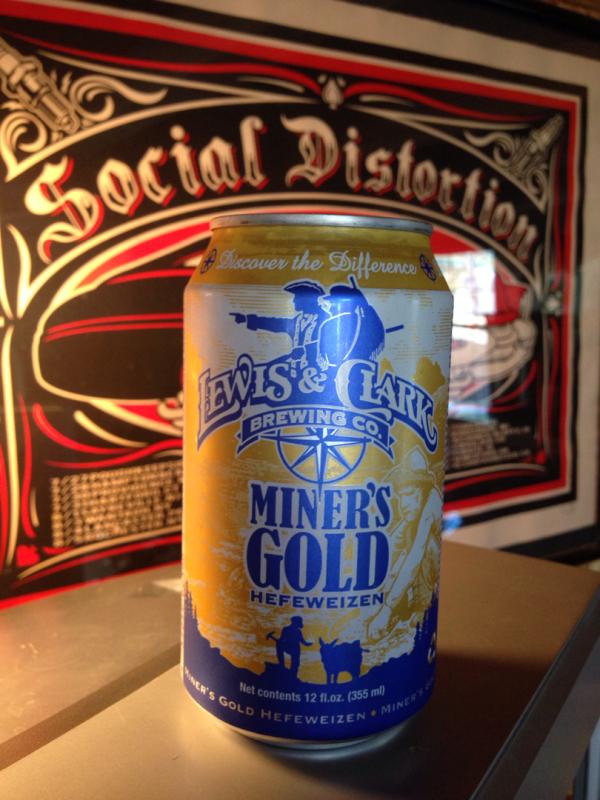 Social Distortion
Discover the Difference
LEWIS & CLARK
BREWING CO.
MINER'S
GOLD
HEFEWEIZEN
Net contents 12 fl.oz. (355 ml)
MINER'S GOLD HEFEWEIZEN • MINER'S